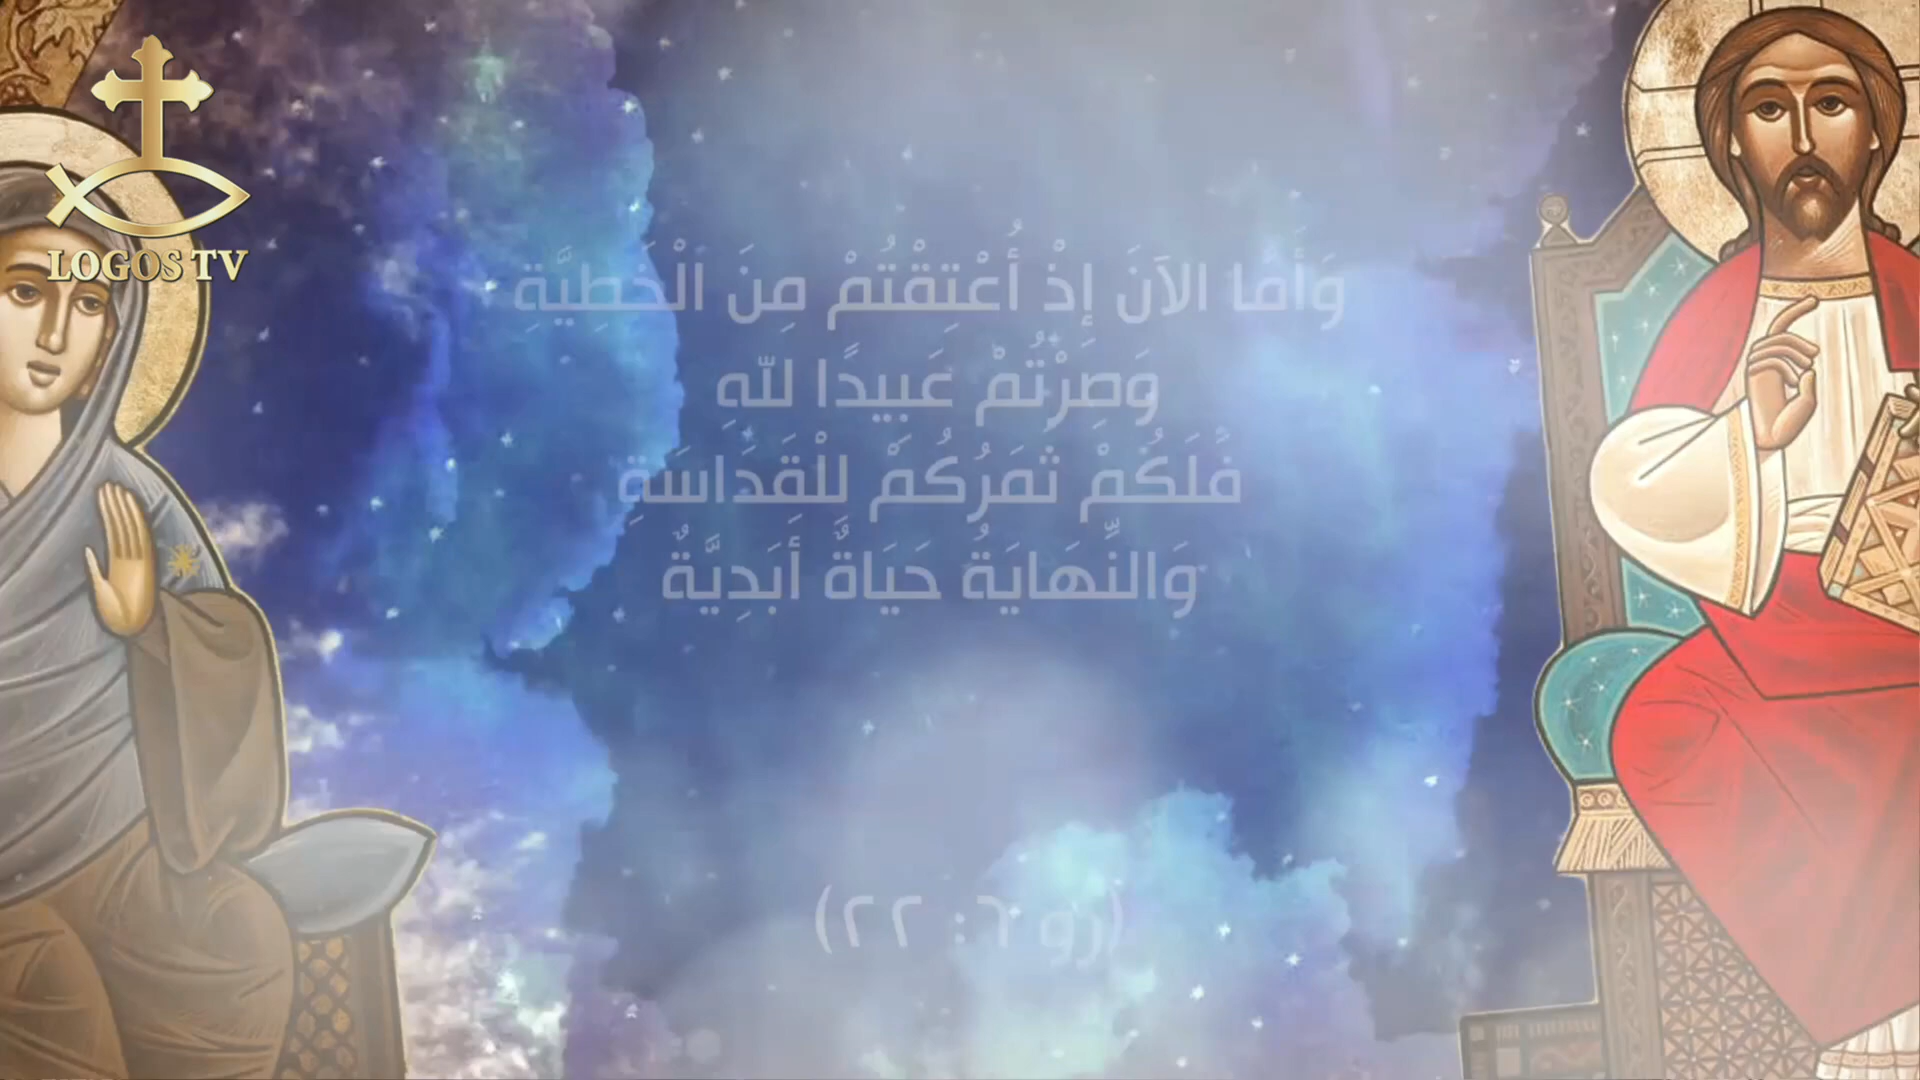 LOGOS TV
وَأَمَّا الآنَ إِذْ أُعْتِقْتُمْ مِنَ الْخَطِيَّةِ
وَصِرْتُمْ عَبِيدًا للهِ
فَلَكُمْ ثَمَرُكُمْ لِلْقَدَاسَةِ
وَالنِّهَايَةُ حَيَاةٌ أَبَدِيَّةٌ
(رو ٦: ٢٢)